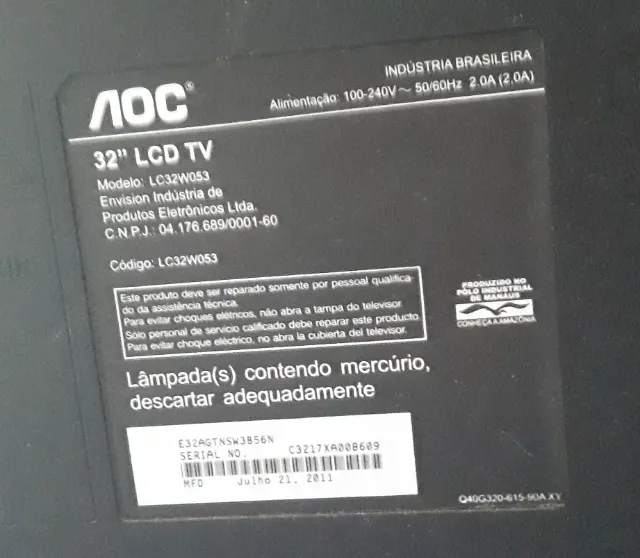 AOC®
INDÚSTRIA BRASILEIRA
Alimentação: 100-240V~ 50/60Hz 2.0A (2.0A)
32" LCD TV
Modelo: LC32W053
Envision Indústria de
Produtos Eletrônicos Ltda.
C.N.P.J.: 04.176.689/0001-60
Código: LC32W053
Este produto deve ser reparado somente por pessoal qualifica-
do da assistência técnica.
Para evitar choques elétricos, não abra a tampa do televisor.
Sólo personal de servicio calificado debe reparar este producto.
Para evitar choque eléctrico, no abra la cubierta del televisor.
PRODUZIDO NO
PÓLO INDUSTRIAL
DE MANAUS
CONHEÇA A AMAZÔNIA
Lâmpada(s) contendo mercúrio,
descartar adequadamente
E32AGTNSW3B56N
SERIAL NO. C3217XA008609
MFD Julho 21, 2011
Q40G320-615-90A XY